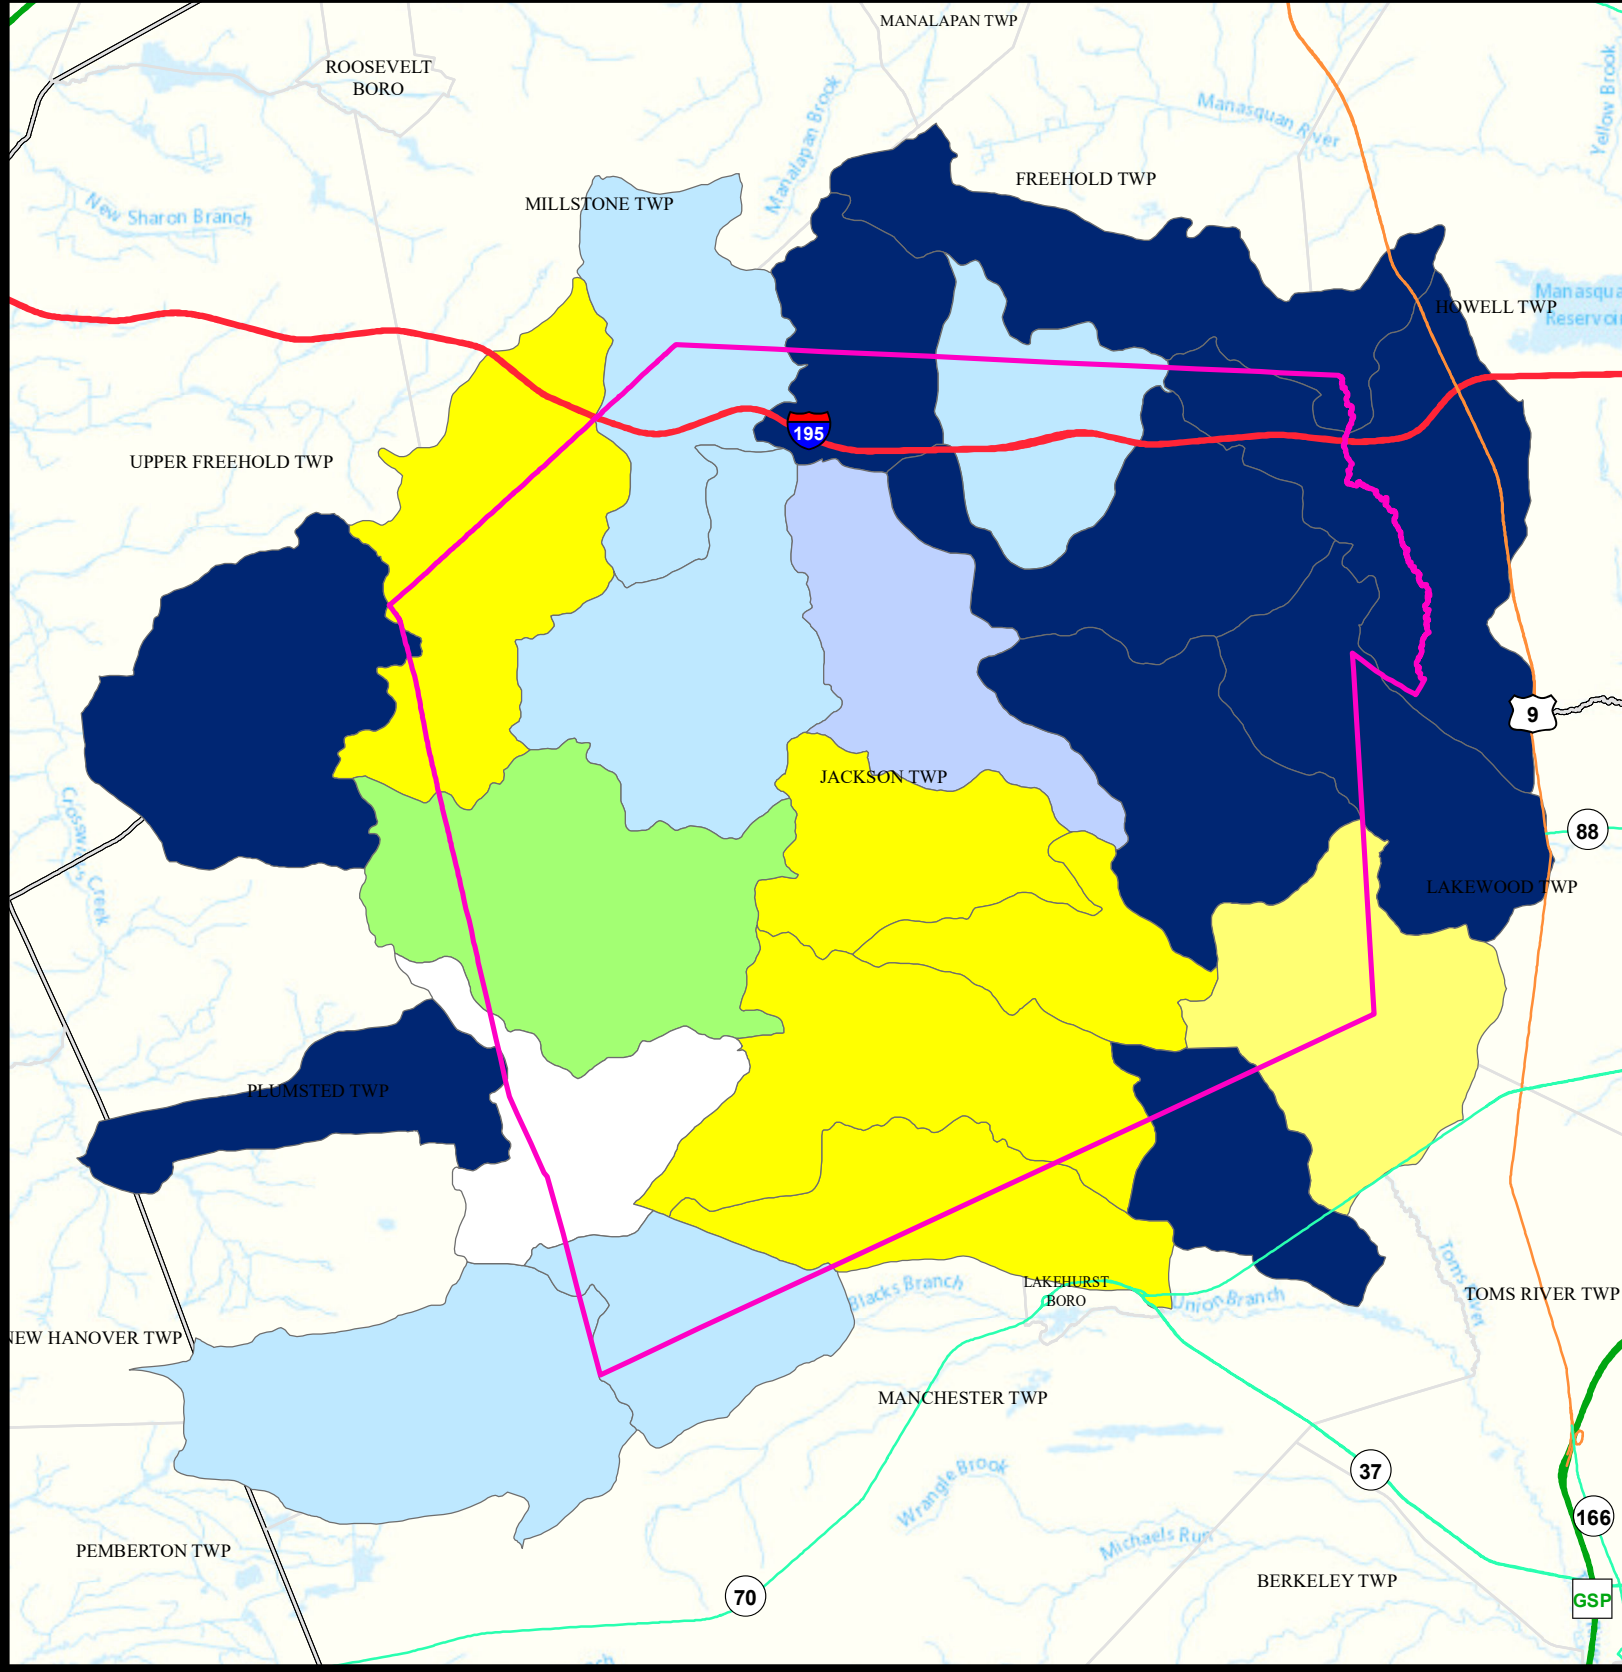 MANALAPAN TWP
ROOSEVELT
BORO
Manalapan Brook
Manasquan River
Yellow Brook
FREEHOLD TWP
MILLSTONE TWP
New Sharon Branch
Manasqua
Reservoi
HOWELL TWP
195
UPPER FREEHOLD TWP
9
JACKSON TWP
88
Crosswicks Creek
LAKEWOOD TWP
PLUMSTED TWP
LAKEHURST
BORO
Blacks Branch
Union Branch
Toms River
TOMS RIVER TWP
NEW HANOVER TWP
MANCHESTER TWP
37
Wrangle Brook
166
Michaels Run
PEMBERTON TWP
BERKELEY TWP
70
GSP